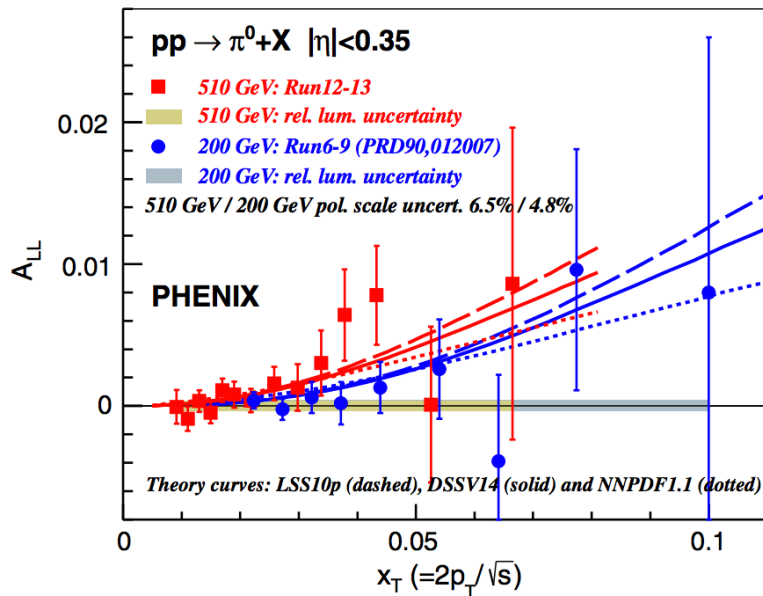 pp → π⁰+X |η|<0.35
510 GeV: Run12-13
510 GeV: rel. lum. uncertainty
200 GeV: Run6-9 (PRD90,012007)
200 GeV: rel. lum. uncertainty
510 GeV / 200 GeV pol. scale uncert. 6.5% / 4.8%
0.02
0.01
A_LL
PHENIX
0
Theory curves: LSS10p (dashed), DSSV14 (solid) and NNPDF1.1 (dotted)
0 0.05 0.1
x_T (=2p_T/√s)